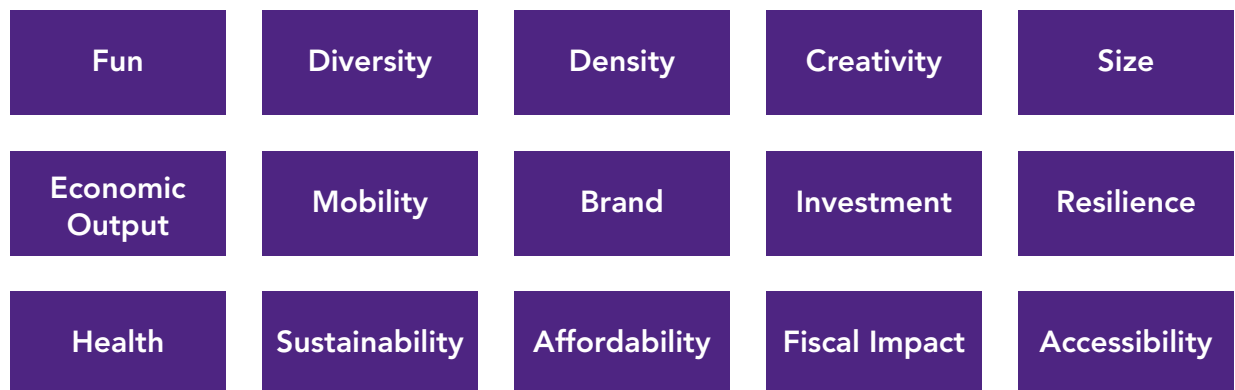 Fun
Diversity
Density
Creativity
Size
Economic
Output
Mobility
Brand
Investment
Resilience
Health
Sustainability
Affordability
Fiscal Impact
Accessibility